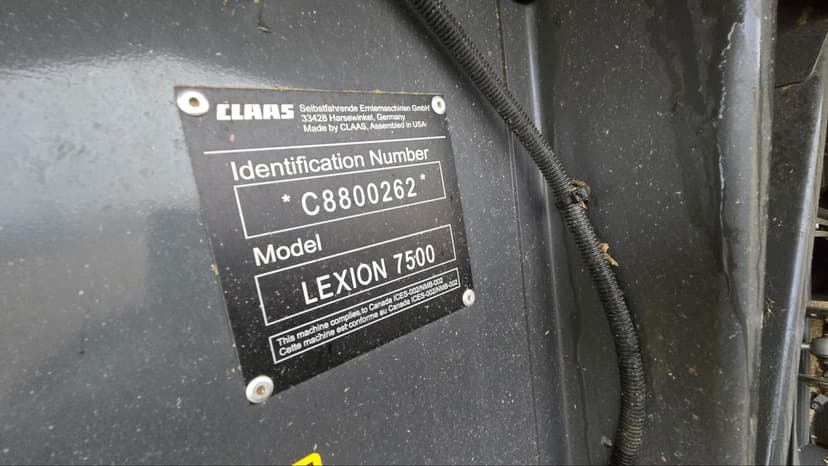 CLAAS Selbstfahrende Erntemaschinen GmbH
33428 Harsewinkel, Germany
Made by CLAAS, Assembled in USA
Identification Number
* C8800262 *
Model
LEXION 7500
This machine complies to Canada ICES-002/NMB-002
Cette machine est conforme au Canada ICES-002/NMB-002